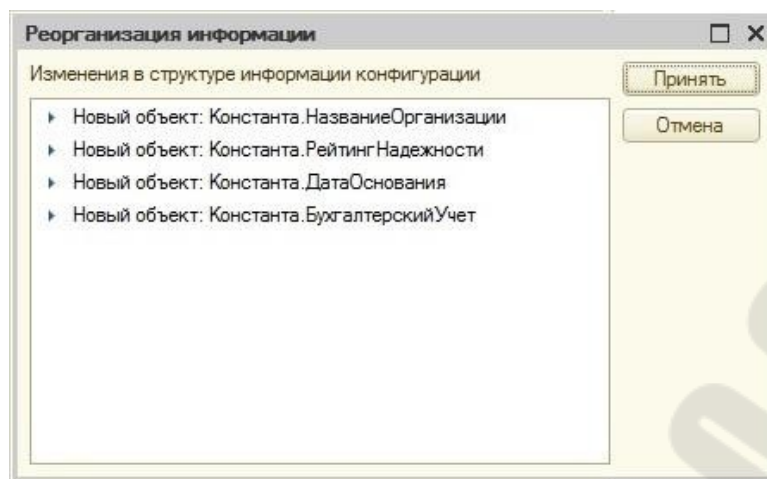 Реорганизация информации
Изменения в структуре информации конфигурации
Принять
Новый объект: Константа.НазваниеОрганизации
Отмена
Новый объект: Константа.РейтингНадежности
Новый объект: Константа.ДатаОснования
Новый объект: Константа.БухгалтерскийУчет